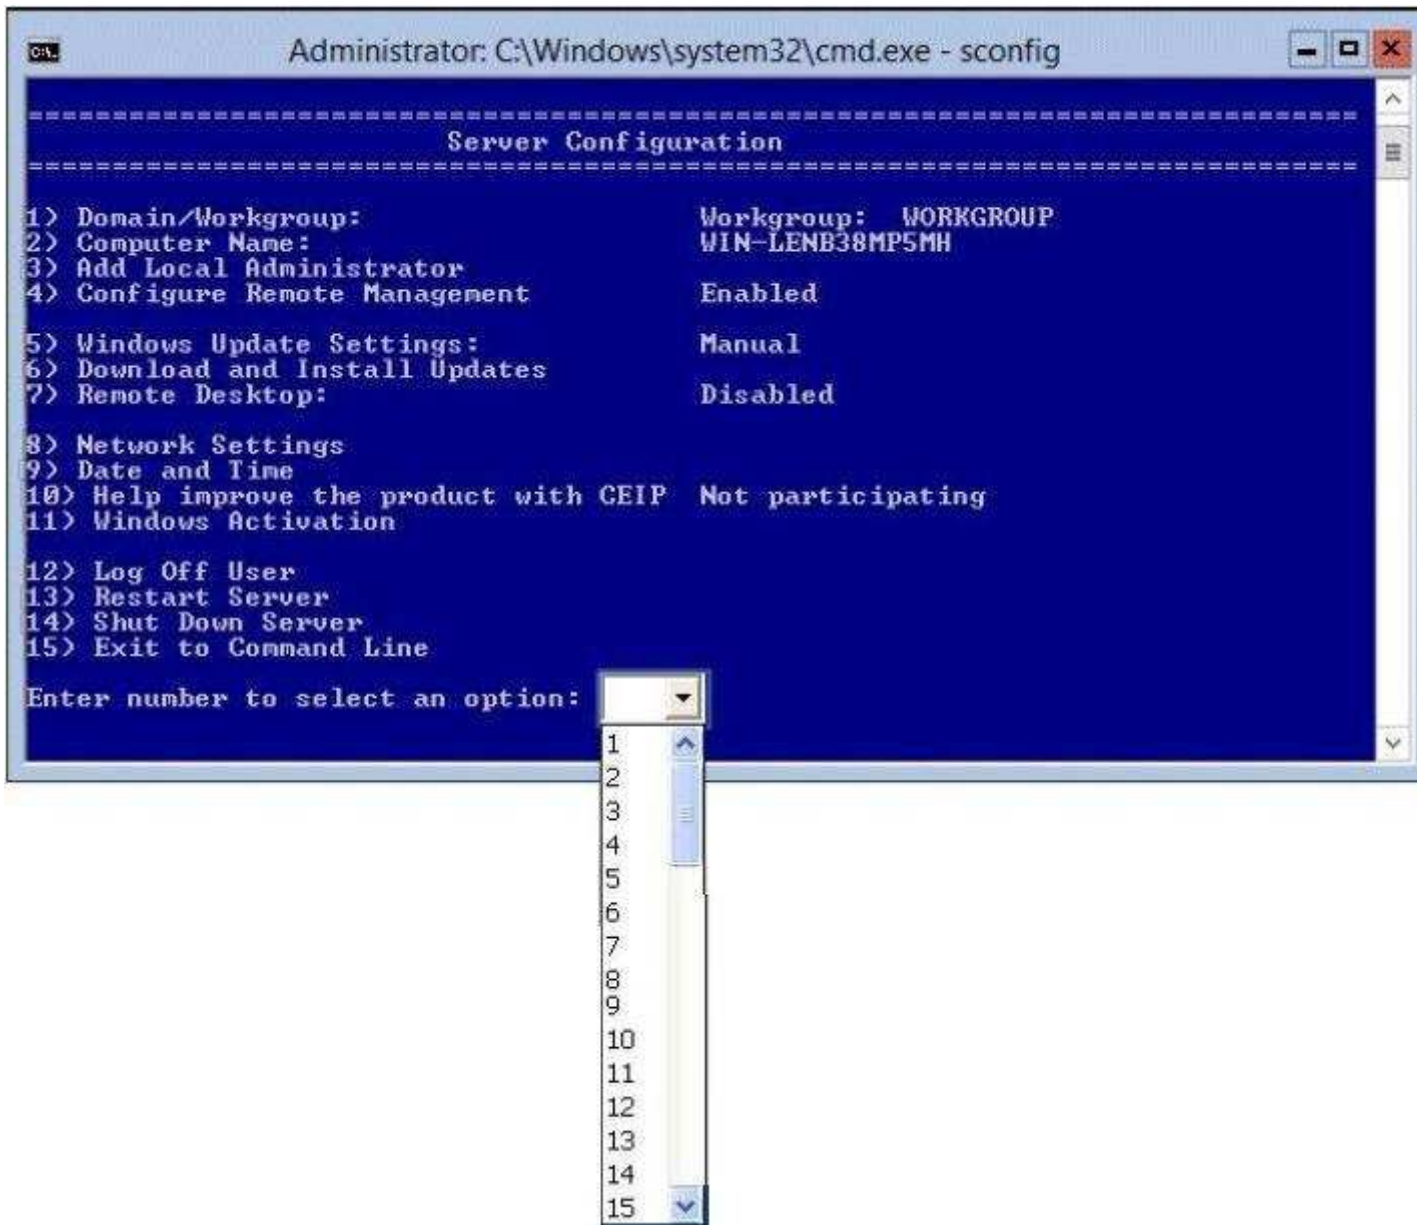 Administrator: C:\Windows\system32\cmd.exe - sconfig
===============================================================================
Server Configuration
===============================================================================
1) Domain/Workgroup: Workgroup: WORKGROUP
2) Computer Name: WIN-LENB38MP5MH
3) Add Local Administrator
4) Configure Remote Management Enabled
5) Windows Update Settings: Manual
6) Download and Install Updates
7) Remote Desktop: Disabled
8) Network Settings
9) Date and Time
10) Help improve the product with CEIP Not participating
11) Windows Activation
12) Log Off User
13) Restart Server
14) Shut Down Server
15) Exit to Command Line
Enter number to select an option:
1
2
3
4
5
6
7
8
9
10
11
12
13
14
15